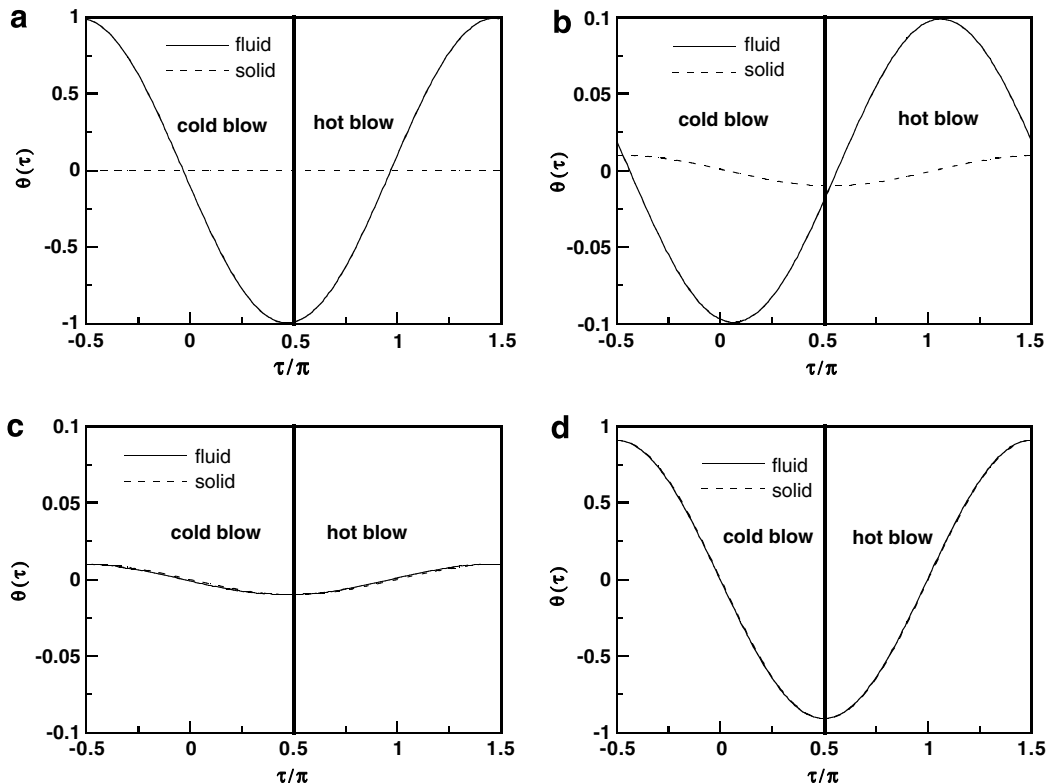 a
1
0.5
0
-0.5
-1
-0.5
0
0.5
1
1.5
θ(τ)
τ/π
fluid
solid
cold blow
hot blow
b
0.1
0.05
0
-0.05
-0.1
-0.5
0
0.5
1
1.5
θ(τ)
τ/π
fluid
solid
cold blow
hot blow
c
0.1
0.05
0
-0.05
-0.1
-0.5
0
0.5
1
1.5
θ(τ)
τ/π
fluid
solid
cold blow
hot blow
d
1
0.5
0
-0.5
-1
-0.5
0
0.5
1
1.5
θ(τ)
τ/π
fluid
solid
cold blow
hot blow